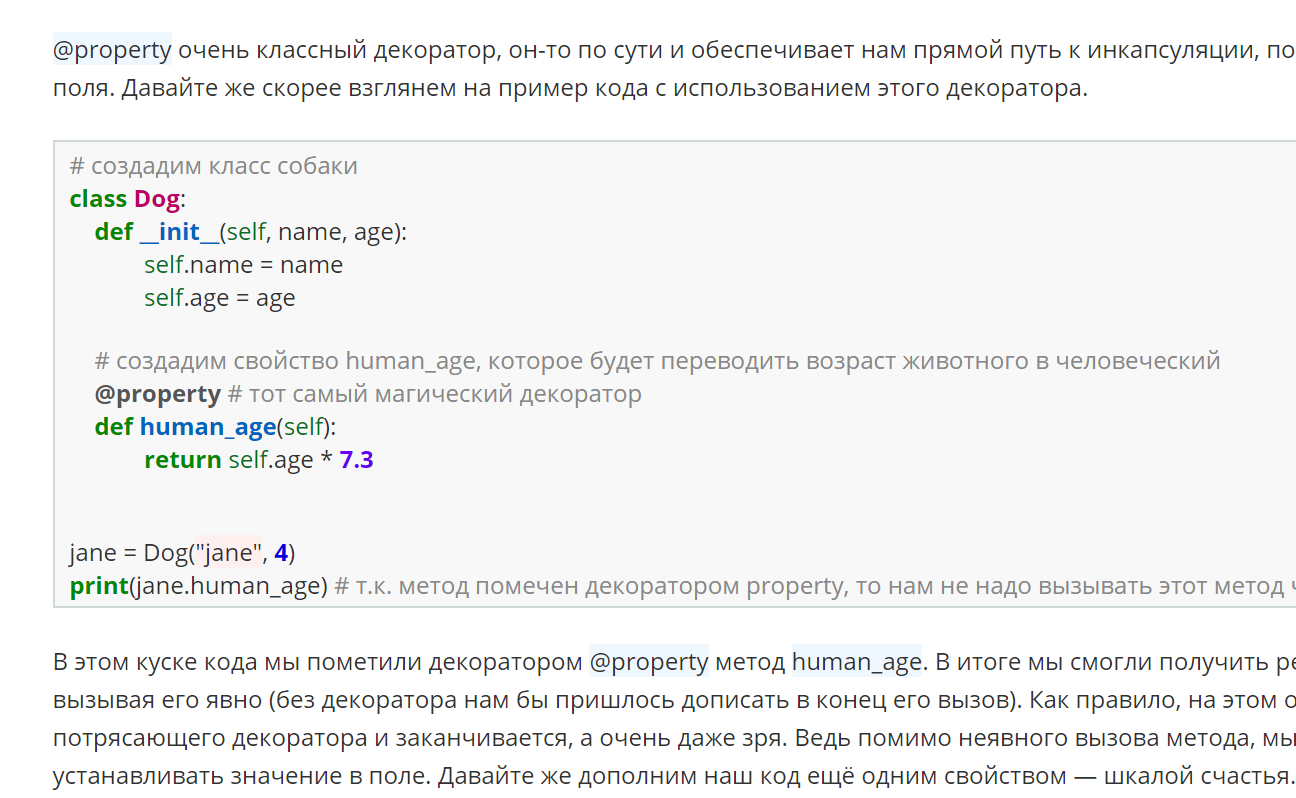 @property очень классный декоратор, он-то по сути и обеспечивает нам прямой путь к инкапсуляции,
поля. Давайте же скорее взглянем на пример кода с использованием этого декоратора.
# создадим класс собаки
class Dog:
def __init__(self, name, age):
self.name = name
self.age = age
# создадим свойство human_age, которое будет переводить возраст животного в человеческий
@property # тот самый магический декоратор
def human_age(self):
return self.age * 7.3
jane = Dog("jane", 4)
print(jane.human_age) # т.к. метод помечен декоратором property, то нам не надо вызывать этот метод
В этом куске кода мы пометили декоратором @property метод human_age. В итоге мы смогли получить
вызывая его явно (без декоратора нам бы пришлось дописать в конец его вызов). Как правило, на этом
потрясающего декоратора и заканчивается, а очень даже зря. Ведь помимо неявного вызова метода, мы
устанавливать значение в поле. Давайте же дополним наш код ещё одним свойством — шкалой счастья.